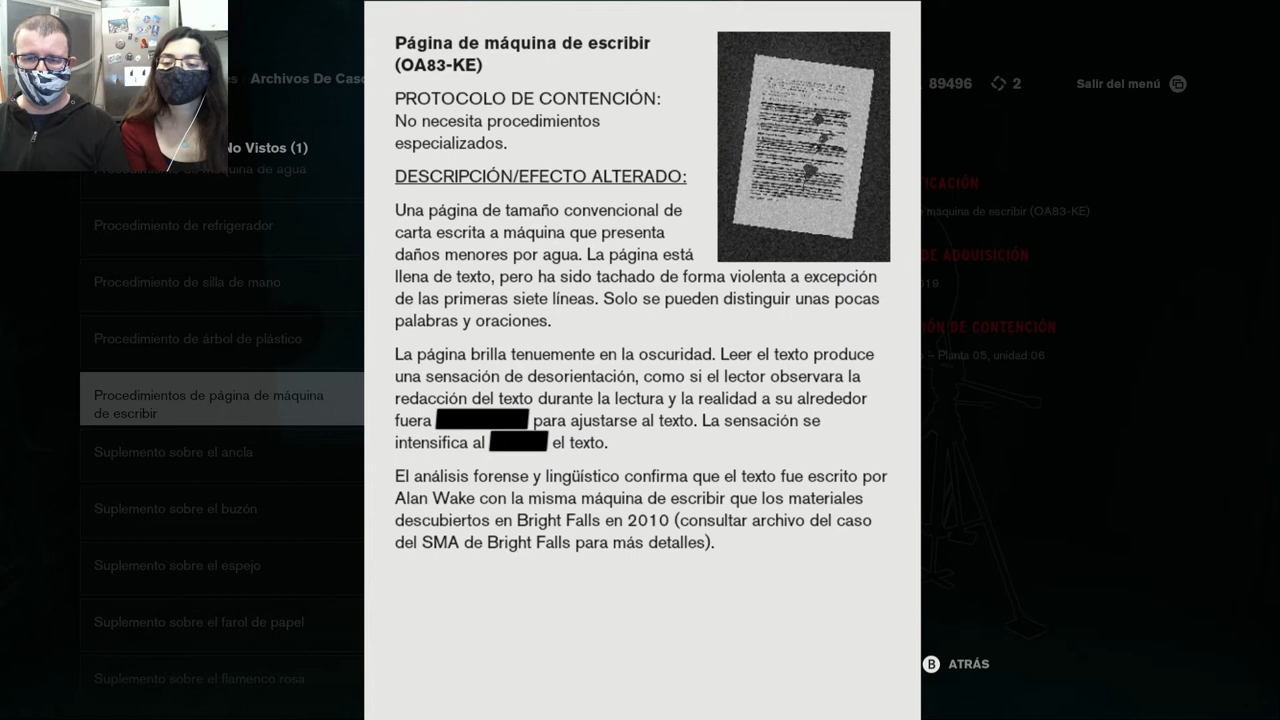 Archivos De Caso
89496
2
Salir del menú
No Vistos (1)
Procedimiento de máquina de agua
Procedimiento de refrigerador
Procedimiento de silla de mano
Procedimiento de árbol de plástico
Procedimientos de página de máquina
de escribir
Suplemento sobre el ancla
Suplemento sobre el buzón
Suplemento sobre el espejo
Suplemento sobre el farol de papel
Suplemento sobre el flamenco rosa
Página de máquina de escribir
(OA83-KE)
PROTOCOLO DE CONTENCIÓN:
No necesita procedimientos
especializados.
DESCRIPCIÓN/EFECTO ALTERADO:
Una página de tamaño convencional de
carta escrita a máquina que presenta
daños menores por agua. La página está
llena de texto, pero ha sido tachado de forma violenta a excepción
de las primeras siete líneas. Solo se pueden distinguir unas pocas
palabras y oraciones.
La página brilla tenuemente en la oscuridad. Leer el texto produce
una sensación de desorientación, como si el lector observara la
redacción del texto durante la lectura y la realidad a su alrededor
fuera para ajustarse al texto. La sensación se
intensifica al el texto.
El análisis forense y lingüístico confirma que el texto fue escrito por
Alan Wake con la misma máquina de escribir que los materiales
descubiertos en Bright Falls en 2010 (consultar archivo del caso
del SMA de Bright Falls para más detalles).
maquina de escribir (OA83-KE)
DE ADQUISICIÓN
DE CONTENCIÓN
– Planta 05, unidad 06
B ATRÁS